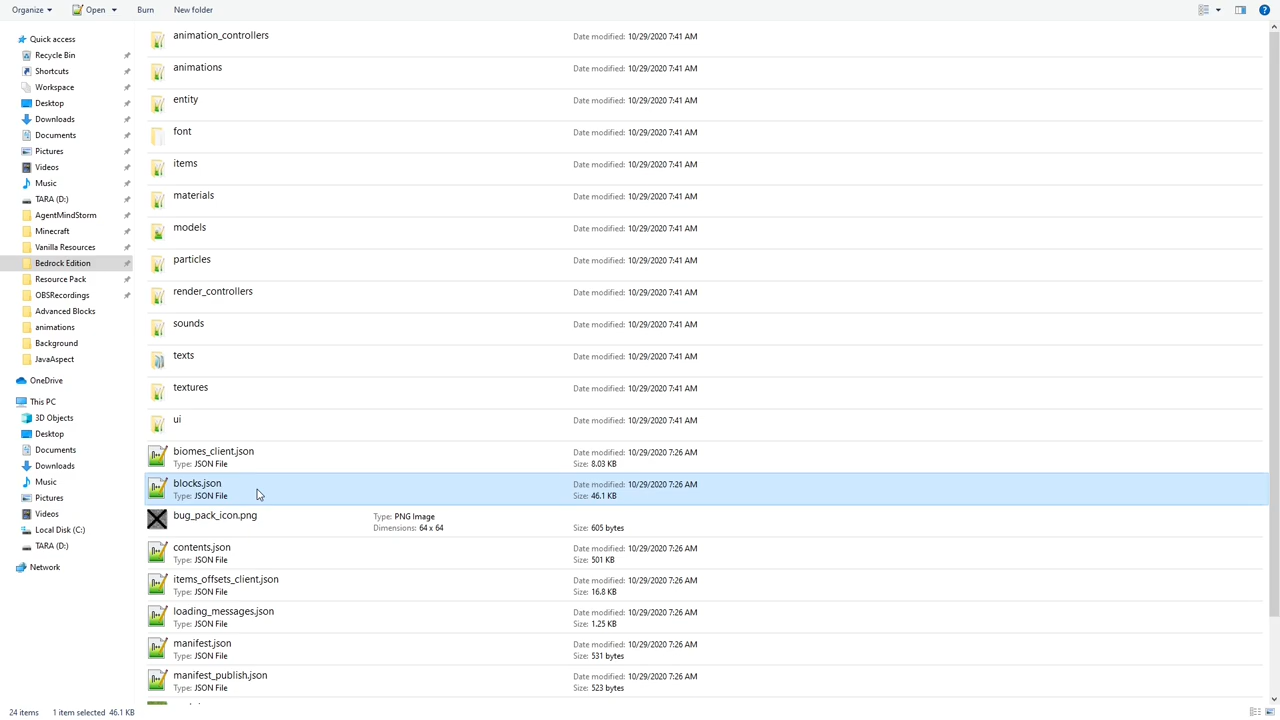 Organize Open Burn New folder
Quick access
Recycle Bin
Shortcuts
Workspace
Desktop
Downloads
Documents
Pictures
Videos
Music
TARA (D:)
AgentMindStorm
Minecraft
Vanilla Resources
Bedrock Edition
Resource Pack
OBSRecordings
Advanced Blocks
animations
Background
JavaAspect
OneDrive
This PC
3D Objects
Desktop
Documents
Downloads
Music
Pictures
Videos
Local Disk (C:)
TARA (D:)
Network
animation_controllers Date modified: 10/29/2020 7:41 AM
animations Date modified: 10/29/2020 7:41 AM
entity Date modified: 10/29/2020 7:41 AM
font Date modified: 10/29/2020 7:41 AM
items Date modified: 10/29/2020 7:41 AM
materials Date modified: 10/29/2020 7:41 AM
models Date modified: 10/29/2020 7:41 AM
particles Date modified: 10/29/2020 7:41 AM
render_controllers Date modified: 10/29/2020 7:41 AM
sounds Date modified: 10/29/2020 7:41 AM
texts Date modified: 10/29/2020 7:41 AM
textures Date modified: 10/29/2020 7:41 AM
ui Date modified: 10/29/2020 7:41 AM
biomes_client.json Date modified: 10/29/2020 7:26 AM
Type: JSON File Size: 8.03 KB
blocks.json Date modified: 10/29/2020 7:26 AM
Type: JSON File Size: 46.1 KB
bug_pack_icon.png Type: PNG Image
Dimensions: 64 x 64 Size: 605 bytes
contents.json Date modified: 10/29/2020 7:26 AM
Type: JSON File Size: 501 KB
items_offsets_client.json Date modified: 10/29/2020 7:26 AM
Type: JSON File Size: 16.8 KB
loading_messages.json Date modified: 10/29/2020 7:26 AM
Type: JSON File Size: 1.25 KB
manifest.json Date modified: 10/29/2020 7:26 AM
Type: JSON File Size: 531 bytes
manifest_publish.json Date modified: 10/29/2020 7:26 AM
Type: JSON File Size: 523 bytes
24 items 1 item selected 46.1 KB